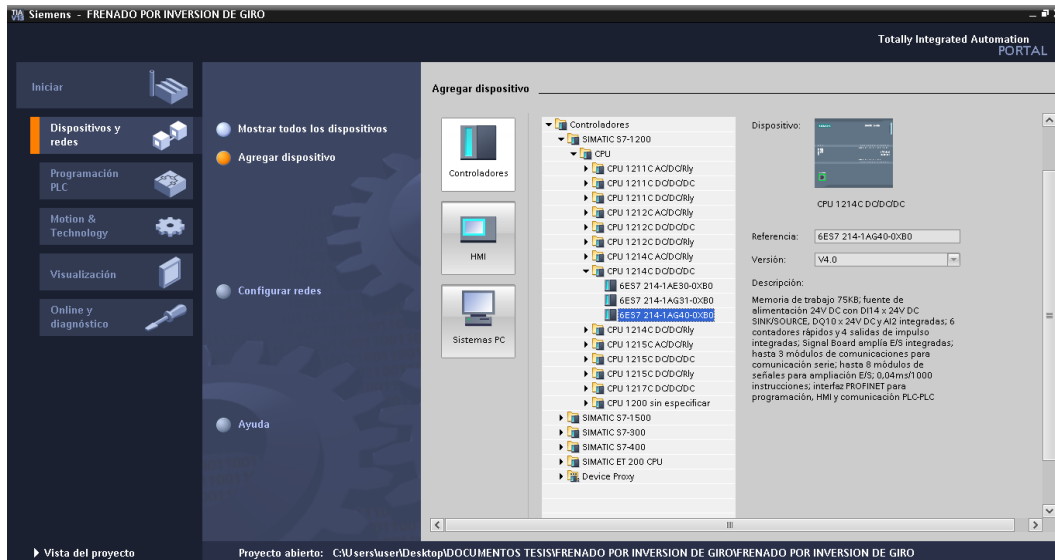 Siemens - FRENADO POR INVERSION DE GIRO
Totally Integrated Automation
PORTAL
Iniciar
Dispositivos y
redes
Programación
PLC
Motion &
Technology
Visualización
Online y
diagnóstico
Mostrar todos los dispositivos
Agregar dispositivo
Configurar redes
Ayuda
Agregar dispositivo
Controladores
HMI
Sistemas PC
Controladores
SIMATIC S7-1200
CPU
CPU 1211C AC/DC/Rly
CPU 1211C DC/DC/DC
CPU 1211C DC/DC/Rly
CPU 1212C AC/DC/Rly
CPU 1212C DC/DC/DC
CPU 1212C DC/DC/Rly
CPU 1214C AC/DC/Rly
CPU 1214C DC/DC/DC
6ES7 214-1AE30-0XB0
6ES7 214-1AG31-0XB0
6ES7 214-1AG40-0XB0
CPU 1214C DC/DC/Rly
CPU 1215C AC/DC/Rly
CPU 1215C DC/DC/DC
CPU 1215C DC/DC/Rly
CPU 1217C DC/DC/DC
CPU 1200 sin especificar
SIMATIC S7-1500
SIMATIC S7-300
SIMATIC S7-400
SIMATIC ET 200 CPU
Device Proxy
Dispositivo:
CPU 1214C DC/DC/DC
Referencia: 6ES7 214-1AG40-0XB0
Versión: V4.0
Descripción:
Memoria de trabajo 75KB; fuente de
alimentación 24V DC con DI14 x 24V DC
SINK/SOURCE, DQ10 x 24V DC y AI2 integradas; 6
contadores rápidos y 4 salidas de impulso
integradas; Signal Board amplía E/S integradas;
hasta 3 módulos de comunicaciones para
comunicación serie; hasta 8 módulos de
señales para ampliación E/S; 0,04ms/1000
instrucciones; interfaz PROFINET para
programación, HMI y comunicación PLC-PLC
Vista del proyecto
Proyecto abierto: C:\Users\user\Desktop\DOCUMENTOS TESIS\FRENADO POR INVERSION DE GIRO\FRENADO POR INVERSION DE GIRO